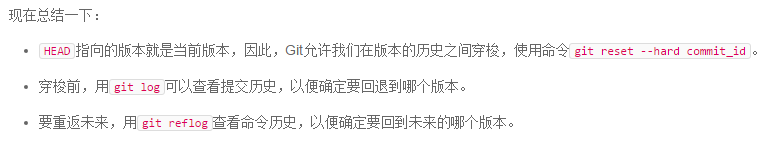 现在总结一下：
HEAD指向的版本就是当前版本，因此，Git允许我们在版本的历史之间穿梭，使用命令git reset --hard commit_id。
穿梭前，用git log可以查看提交历史，以便确定要回退到哪个版本。
要重返未来，用git reflog查看命令历史，以便确定要回到未来的哪个版本。